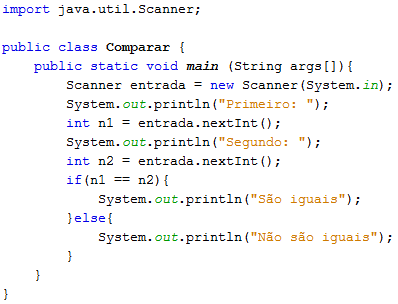 import java.util.Scanner;
public class Comparar {
public static void main (String args[]){
Scanner entrada = new Scanner(System.in);
System.out.println("Primeiro: ");
int n1 = entrada.nextInt();
System.out.println("Segundo: ");
int n2 = entrada.nextInt();
if(n1 == n2){
System.out.println("São iguais");
}else{
System.out.println("Não são iguais");
}
}
}